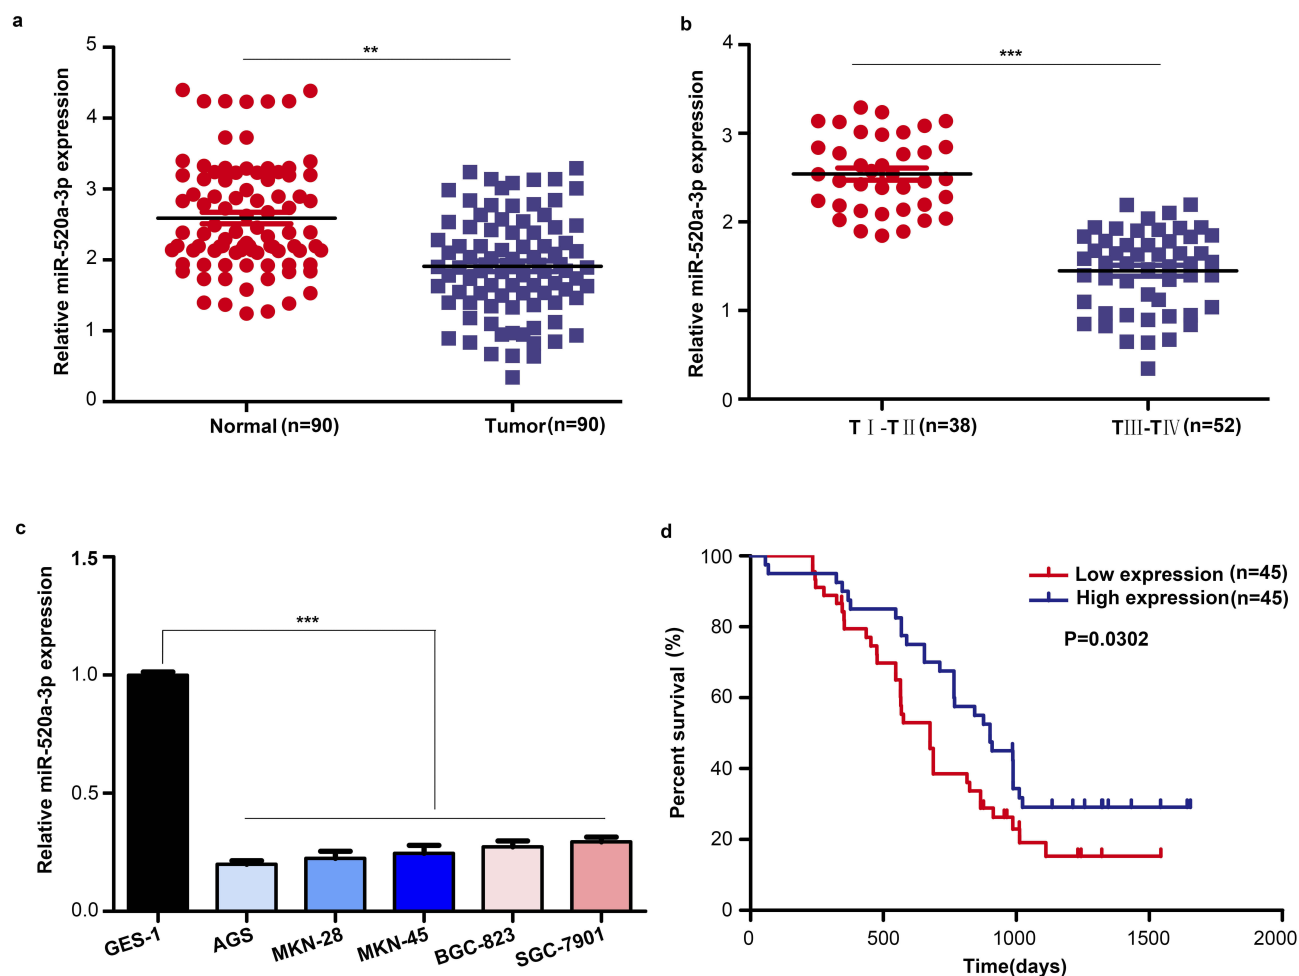 a
Relative miR-520a-3p expression
5
4
3
2
1
0
**
Normal (n=90)
Tumor(n=90)
b
Relative miR-520a-3p expression
4
3
2
1
0
***
TⅠ-TⅡ(n=38)
TⅢ-TⅣ(n=52)
c
Relative miR-520a-3p expression
1.5
1.0
0.5
0.0
***
GES-1
AGS
MKN-28
MKN-45
BGC-823
SGC-7901
d
Percent survival (%)
100
80
60
40
20
0
Low expression (n=45)
High expression(n=45)
P=0.0302
0
500
1000
1500
2000
Time(days)